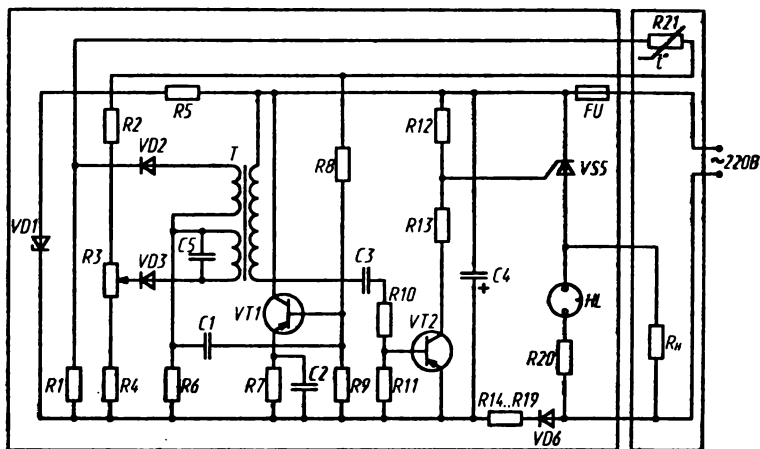 R21
t°
R5
FU
R2
VD2
T
R12
R8
VS5
~220В
VD1
R13
R3
VD3
C5
C3
C4
+
HL
R10
VT1
VT2
C1
R20
Rн
R1
R4
R6
R7
C2
R9
R11
R14..R19
VD6